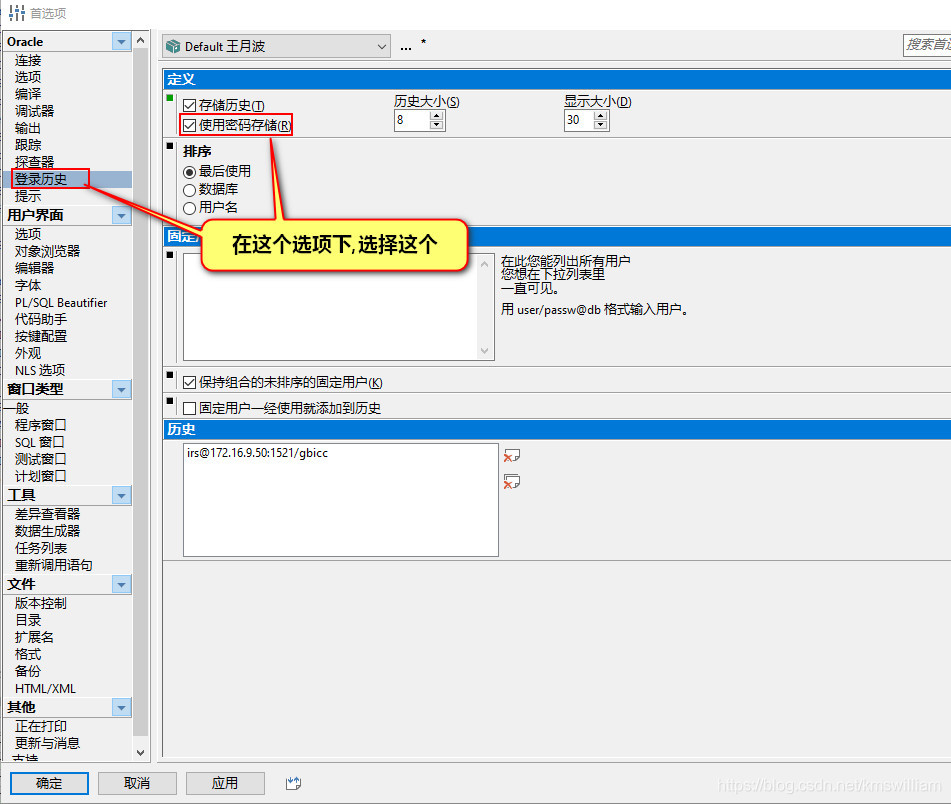 首选项
Oracle
连接
选项
编译
调试器
输出
跟踪
探查器
登录历史
提示
用户界面
选项
对象浏览器
编辑器
字体
PL/SQL Beautifier
代码助手
按键配置
外观
NLS 选项
窗口类型
一般
程序窗口
SQL 窗口
测试窗口
计划窗口
工具
差异查看器
数据生成器
任务列表
重新调用语句
文件
版本控制
目录
扩展名
格式
备份
HTML/XML
其他
正在打印
更新与消息
支持
Default 王月波
... *
搜索首
定义
存储历史(T)
历史大小(S)
显示大小(D)
使用密码存储(R)
8
30
排序
最后使用
数据库
用户名
在这个选项下,选择这个
固定
在此您能列出所有用户
您想在下拉列表里
一直可见。
用 user/passw@db 格式输入用户。
保持组合的未排序的固定用户(K)
固定用户一经使用就添加到历史
历史
irs@172.16.9.50:1521/gbicc
确定
取消
应用
https://blog.csdn.net/kmswilliam